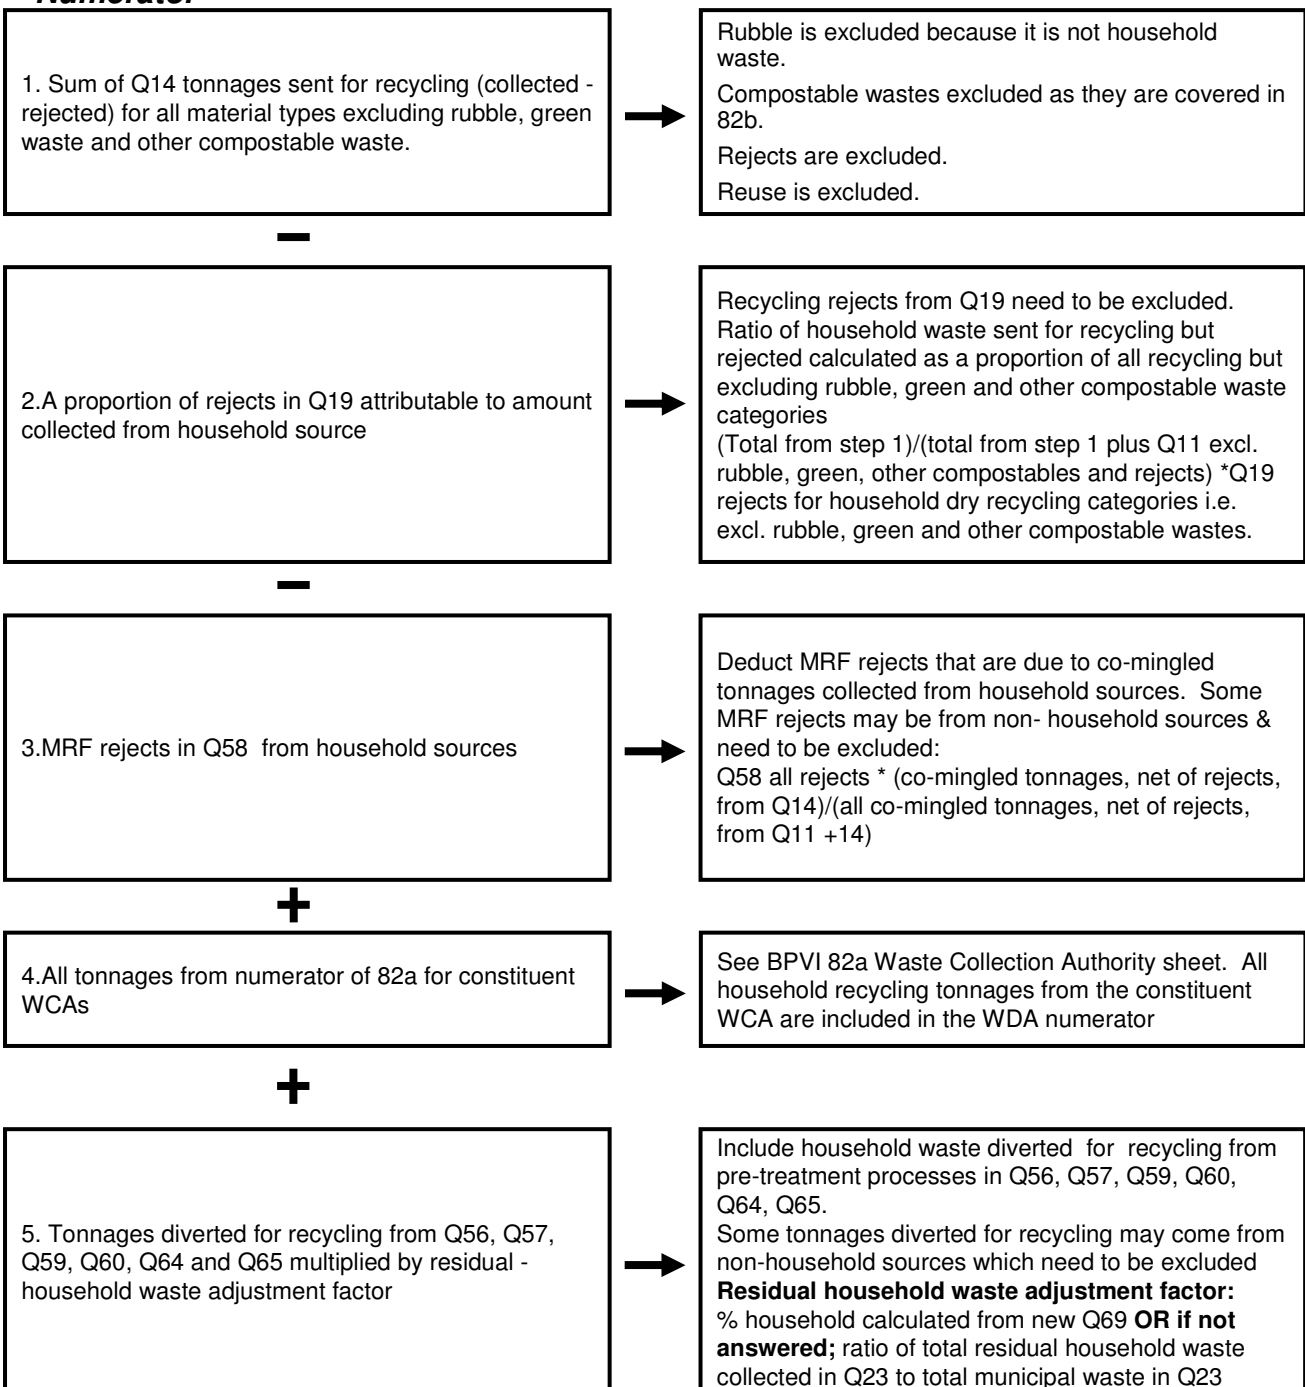 Numerator
1. Sum of Q14 tonnages sent for recycling (collected -
rejected) for all material types excluding rubble, green
waste and other compostable waste.
Rubble is excluded because it is not household
waste.
Compostable wastes excluded as they are covered in
82b.
Rejects are excluded.
Reuse is excluded.
–
2.A proportion of rejects in Q19 attributable to amount
collected from household source
Recycling rejects from Q19 need to be excluded.
Ratio of household waste sent for recycling but
rejected calculated as a proportion of all recycling but
excluding rubble, green and other compostable waste
categories
(Total from step 1)/(total from step 1 plus Q11 excl.
rubble, green, other compostables and rejects) *Q19
rejects for household dry recycling categories i.e.
excl. rubble, green and other compostable wastes.
–
3.MRF rejects in Q58  from household sources
Deduct MRF rejects that are due to co-mingled
tonnages collected from household sources.  Some
MRF rejects may be from non- household sources &
need to be excluded:
Q58 all rejects * (co-mingled tonnages, net of rejects,
from Q14)/(all co-mingled tonnages, net of rejects,
from Q11 +14)
+
4.All tonnages from numerator of 82a for constituent
WCAs
See BPVI 82a Waste Collection Authority sheet.  All
household recycling tonnages from the constituent
WCA are included in the WDA numerator
+
5. Tonnages diverted for recycling from Q56, Q57,
Q59, Q60, Q64 and Q65 multiplied by residual -
household waste adjustment factor
Include household waste diverted  for  recycling from
pre-treatment processes in Q56, Q57, Q59, Q60,
Q64, Q65.
Some tonnages diverted for recycling may come from
non-household sources which need to be excluded
Residual household waste adjustment factor:
% household calculated from new Q69 OR if not
answered; ratio of total residual household waste
collected in Q23 to total municipal waste in Q23